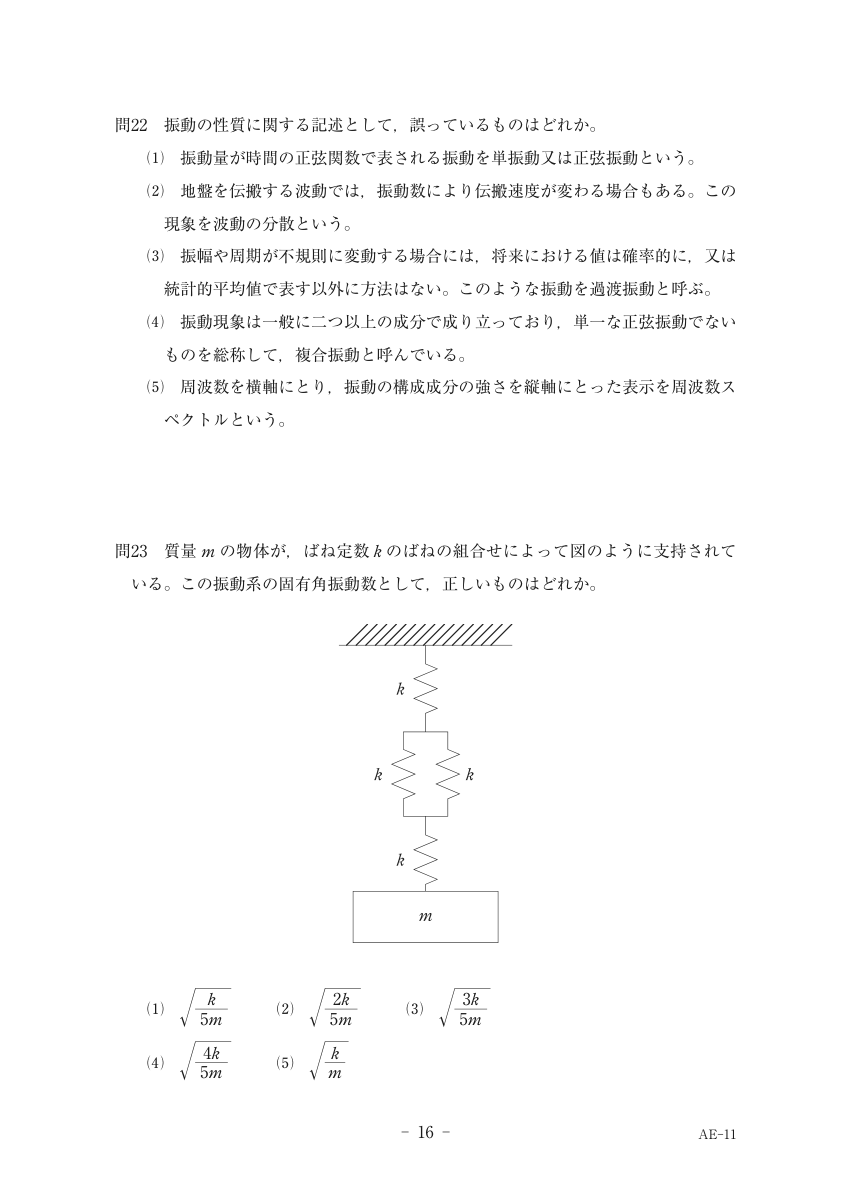 問22　振動の性質に関する記述として，誤っているものはどれか。
⑴　振動量が時間の正弦関数で表される振動を単振動又は正弦振動という。
⑵　地盤を伝搬する波動では，振動数により伝搬速度が変わる場合もある。この
現象を波動の分散という。
⑶　振幅や周期が不規則に変動する場合には，将来における値は確率的に，又は
統計的平均値で表す以外に方法はない。このような振動を過渡振動と呼ぶ。
⑷　振動現象は一般に二つ以上の成分で成り立っており，単一な正弦振動でない
ものを総称して，複合振動と呼んでいる。
⑸　周波数を横軸にとり，振動の構成成分の強さを縦軸にとった表示を周波数ス
ペクトルという。
問23　質量 m の物体が，ばね定数 k のばねの組合せによって図のように支持されて
いる。この振動系の固有角振動数として，正しいものはどれか。
k
k k
k
m
⑴ √(k/5m) ⑵ √(2k/5m) ⑶ √(3k/5m)
⑷ √(4k/5m) ⑸ √(k/m)
－ 16 －
AE−11